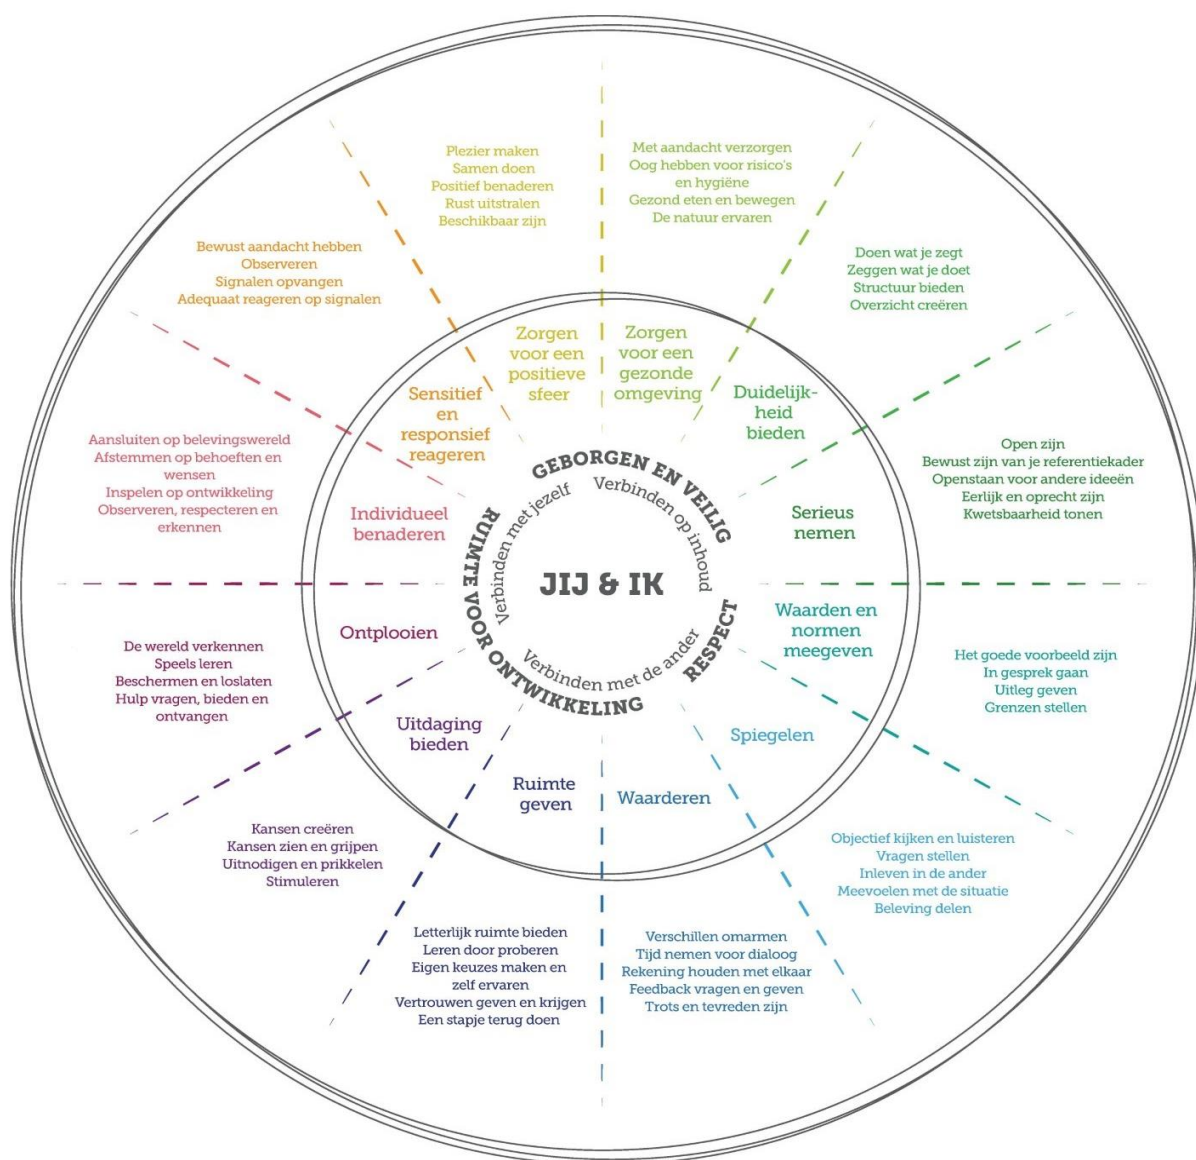 Plezier maken
Samen doen
Positief benaderen
Rust uitstralen
Beschikbaar zijn
Met aandacht verzorgen
Oog hebben voor risico's
en hygiëne
Gezond eten en bewegen
De natuur ervaren
Doen wat je zegt
Zeggen wat je doet
Structuur bieden
Overzicht creëren
Open zijn
Bewust zijn van je referentiekader
Openstaan voor andere ideeën
Eerlijk en oprecht zijn
Kwetsbaarheid tonen
Het goede voorbeeld zijn
In gesprek gaan
Uitleg geven
Grenzen stellen
Objectief kijken en luisteren
Vragen stellen
Inleven in de ander
Meevoelen met de situatie
Beleving delen
Verschillen omarmen
Tijd nemen voor dialoog
Rekening houden met elkaar
Feedback vragen en geven
Trots en tevreden zijn
Letterlijk ruimte bieden
Leren door proberen
Eigen keuzes maken en
zelf ervaren
Vertrouwen geven en krijgen
Een stapje terug doen
Kansen creëren
Kansen zien en grijpen
Uitnodigen en prikkelen
Stimuleren
De wereld verkennen
Speels leren
Beschermen en loslaten
Hulp vragen, bieden en
ontvangen
Aansluiten op belevingswereld
Afstemmen op behoeften en
wensen
Inspelen op ontwikkeling
Observeren, respecteren en
erkennen
Bewust aandacht hebben
Observeren
Signalen opvangen
Adequaat reageren op signalen
Zorgen
voor een
positieve
sfeer
Zorgen
voor een
gezonde
omgeving
Duidelijk-
heid
bieden
Serieus
nemen
Waarden en
normen
meegeven
Spiegelen
Waarderen
Ruimte
geven
Uitdaging
bieden
Ontplooien
Individueel
benaderen
Sensitief
en
responsief
reageren
GEBORGEN EN VEILIG
RESPECT
RUIMTE VOOR ONTWIKKELING
Verbinden met jezelf
Verbinden op inhoud
Verbinden met de ander
JIJ & IK